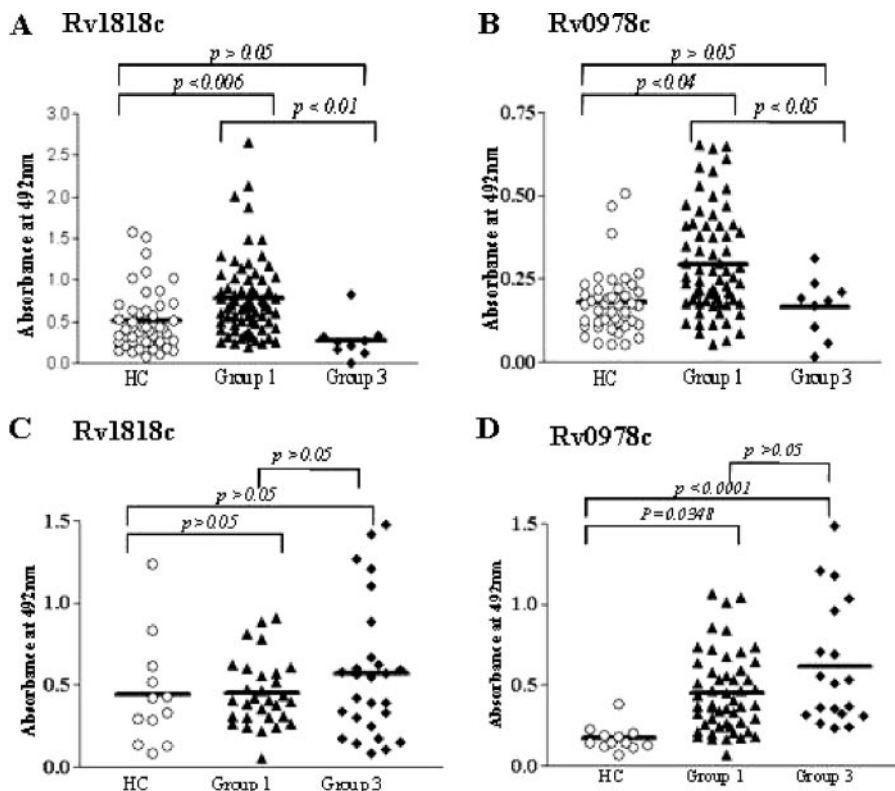 A Rv1818c
p > 0.05
p <0.006
p < 0.01
Absorbance at 492nm
3.0
2.5
2.0
1.5
1.0
0.5
0.0
HC Group 1 Group 3
B Rv0978c
p > 0.05
p <0.04
p < 0.05
Absorbance at 492nm
0.75
0.50
0.25
0.00
HC Group 1 Group 3
C Rv1818c
p >0.05
p >0.05
p>0.05
Absorbance at 492nm
1.5
1.0
0.5
0.0
HC Group 1 Group 3
D Rv0978c
p >0.05
p <0.0001
P=0.0348
Absorbance at 492nm
1.5
1.0
0.5
0.0
HC Group 1 Group 3